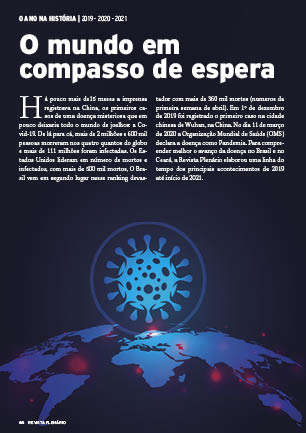 O ANO NA HISTÓRIA | 2019 - 2020 - 2021
O mundo em
compasso de espera
Há pouco mais de 15 meses a imprensa
registrava na China, os primeiros ca-
sos de uma doença misteriosa que em
pouco deixaria todo o mundo de joelhos: a Co-
vid-19. De lá para cá, mais de 2 milhões e 600 mil
pessoas morreram nos quatro quantos do globo
e mais de 111 milhões foram infectadas. Os Es-
tados Unidos lideram em número de mortos e
infectados, com mais de 500 mil mortos. O Bra-
sil vem em segundo lugar nesse ranking devas-
tador com mais de 360 mil mortes (números da
primeira semana de abril). Em 1º de dezembro
de 2019 foi registrado o primeiro caso na cidade
chinesa de Wuhan, na China. No dia 11 de março
de 2020 a Organização Mundial de Saúde (OMS)
declara a doença como Pandemia. Para compre-
ender melhor o avanço da doença no Brasil e no
Ceará, a Revista Plenário elaborou uma linha do
tempo dos principais acontecimentos de 2019
até início de 2021.
REVISTA PLENÁRIO